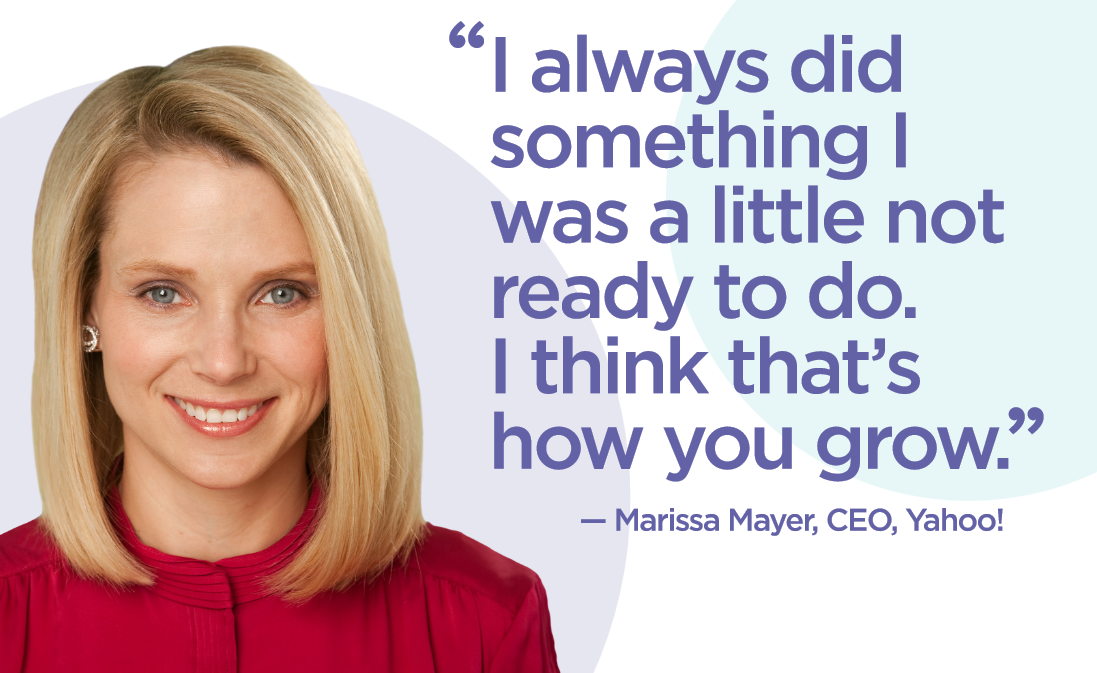 “I always did
something I
was a little not
ready to do.
I think that’s
how you grow.”
— Marissa Mayer, CEO, Yahoo!